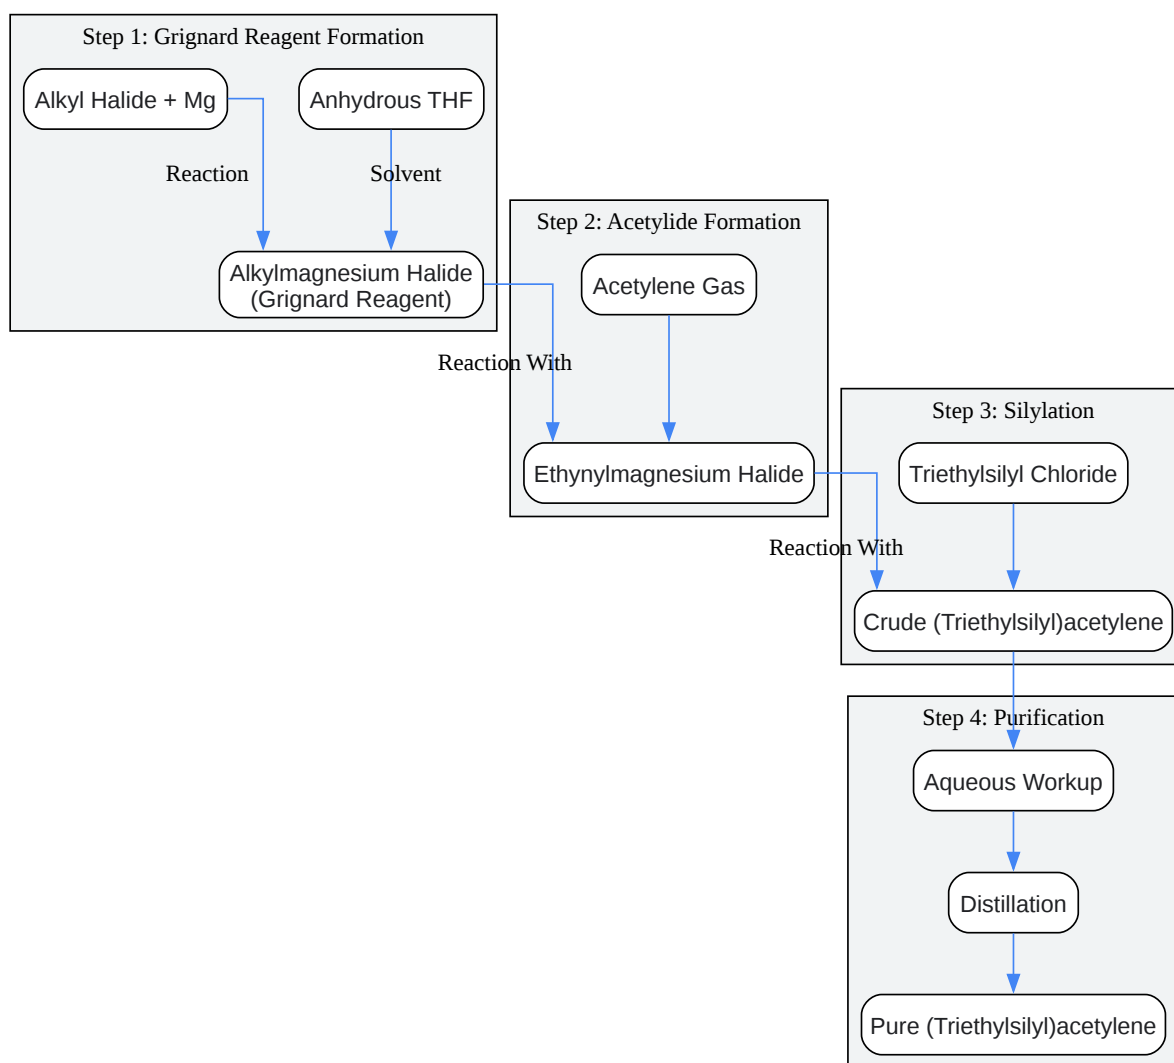 Step 1: Grignard Reagent Formation
Alkyl Halide + Mg
Anhydrous THF
Reaction
Solvent
Alkylmagnesium Halide
(Grignard Reagent)
Step 2: Acetylide Formation
Acetylene Gas
Reaction With
Ethynylmagnesium Halide
Step 3: Silylation
Triethylsilyl Chloride
Reaction With
Crude (Triethylsilyl)acetylene
Step 4: Purification
Aqueous Workup
Distillation
Pure (Triethylsilyl)acetylene